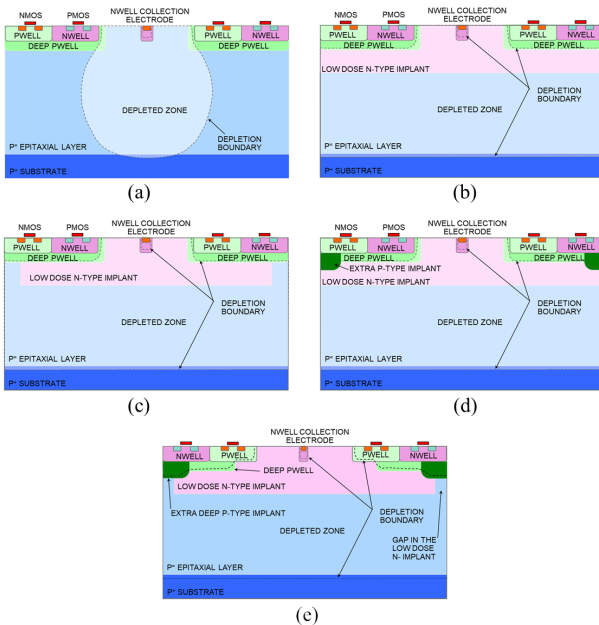 NMOS PMOS NWELL COLLECTION
ELECTRODE
PWELL NWELL PWELL NWELL
DEEP PWELL DEEP PWELL
DEPLETED ZONE
DEPLETION
BOUNDARY
P⁻ EPITAXIAL LAYER
P⁺ SUBSTRATE
(a)
NMOS PMOS NWELL COLLECTION
ELECTRODE
PWELL NWELL PWELL NWELL
DEEP PWELL DEEP PWELL
LOW DOSE N-TYPE IMPLANT
DEPLETION
BOUNDARY
DEPLETED ZONE
P⁻ EPITAXIAL LAYER
P⁺ SUBSTRATE
(b)
NMOS PMOS NWELL COLLECTION
ELECTRODE
PWELL NWELL PWELL NWELL
DEEP PWELL DEEP PWELL
LOW DOSE N-TYPE IMPLANT
DEPLETION
BOUNDARY
DEPLETED ZONE
P⁻ EPITAXIAL LAYER
P⁺ SUBSTRATE
(c)
NMOS PMOS NWELL COLLECTION
ELECTRODE
PWELL NWELL PWELL NWELL
DEEP PWELL DEEP PWELL
EXTRA P-TYPE IMPLANT
LOW DOSE N-TYPE IMPLANT
DEPLETION
BOUNDARY
DEPLETED ZONE
P⁻ EPITAXIAL LAYER
P⁺ SUBSTRATE
(d)
NWELL COLLECTION
ELECTRODE
NWELL PWELL PWELL NWELL
DEEP PWELL
LOW DOSE N-TYPE IMPLANT
EXTRA DEEP P-TYPE IMPLANT
DEPLETION
BOUNDARY
DEPLETED ZONE
GAP IN THE
LOW DOSE
N- IMPLANT
P⁻ EPITAXIAL LAYER
P⁺ SUBSTRATE
(e)